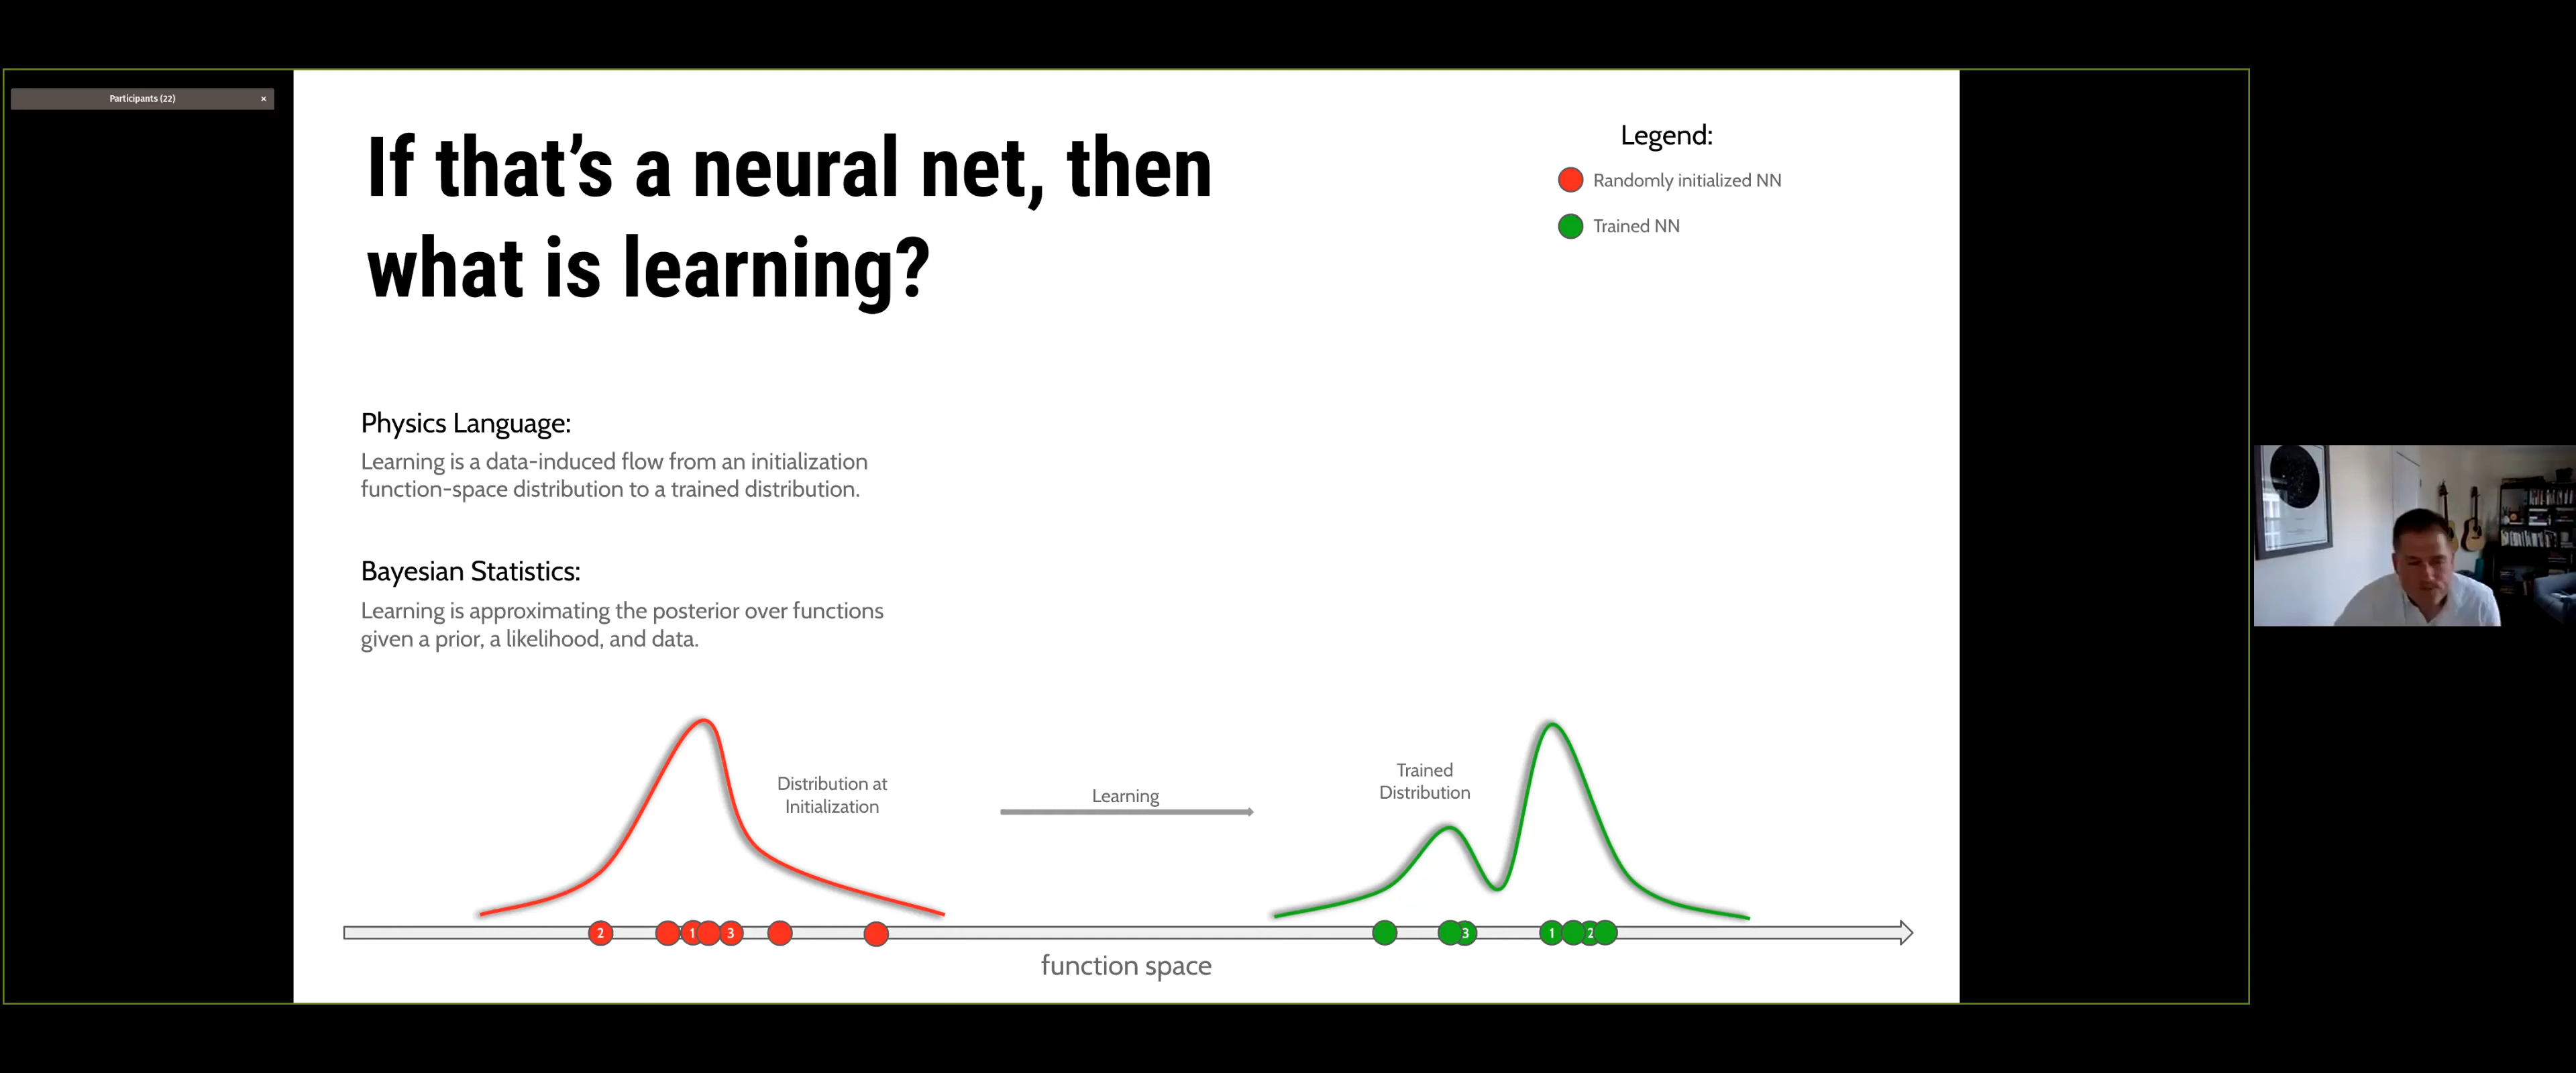 Participants (22)
×
If that's a neural net, then
what is learning?
Legend:
Randomly initialized NN
Trained NN
Physics Language:
Learning is a data-induced flow from an initialization
function-space distribution to a trained distribution.
Bayesian Statistics:
Learning is approximating the posterior over functions
given a prior, a likelihood, and data.
Distribution at
Initialization
Learning
Trained
Distribution
2 1 3 3 1 2
function space